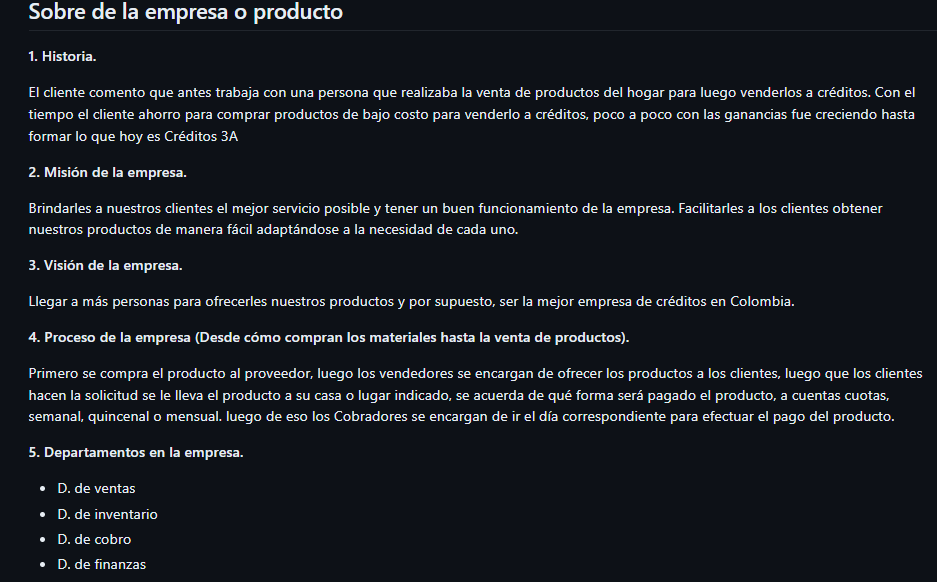 Sobre de la empresa o producto
1. Historia.
El cliente comento que antes trabaja con una persona que realizaba la venta de productos del hogar para luego venderlos a créditos. Con el
tiempo el cliente ahorro para comprar productos de bajo costo para venderlo a créditos, poco a poco con las ganancias fue creciendo hasta
formar lo que hoy es Créditos 3A
2. Misión de la empresa.
Brindarles a nuestros clientes el mejor servicio posible y tener un buen funcionamiento de la empresa. Facilitarles a los clientes obtener
nuestros productos de manera fácil adaptándose a la necesidad de cada uno.
3. Visión de la empresa.
Llegar a más personas para ofrecerles nuestros productos y por supuesto, ser la mejor empresa de créditos en Colombia.
4. Proceso de la empresa (Desde cómo compran los materiales hasta la venta de productos).
Primero se compra el producto al proveedor, luego los vendedores se encargan de ofrecer los productos a los clientes, luego que los clientes
hacen la solicitud se le lleva el producto a su casa o lugar indicado, se acuerda de qué forma será pagado el producto, a cuentas cuotas,
semanal, quincenal o mensual. luego de eso los Cobradores se encargan de ir el día correspondiente para efectuar el pago del producto.
5. Departamentos en la empresa.
• D. de ventas
• D. de inventario
• D. de cobro
• D. de finanzas